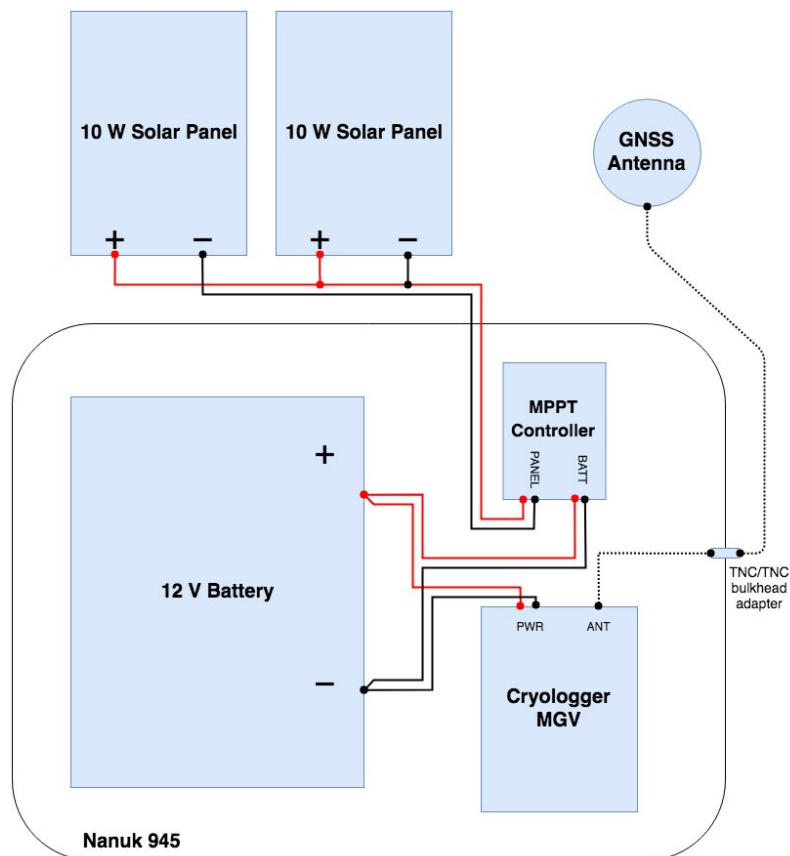 10 W Solar Panel
10 W Solar Panel
+
−
+
−
GNSS
Antenna
MPPT
Controller
PANEL
BATT
+
12 V Battery
−
TNC/TNC
bulkhead
adapter
PWR
ANT
Cryologger
MGV
Nanuk 945